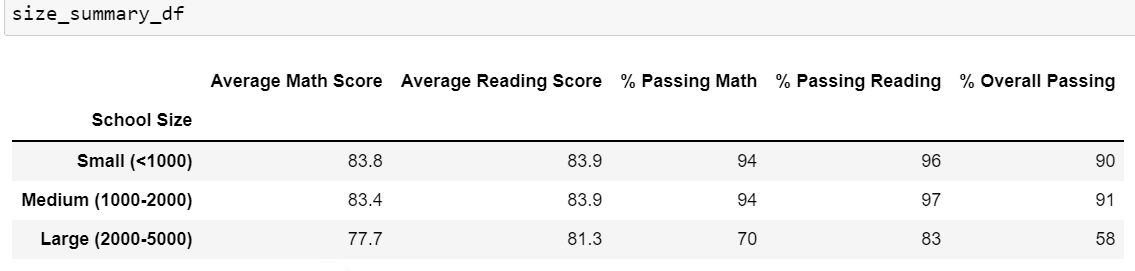 size_summary_df
Average Math Score Average Reading Score % Passing Math % Passing Reading % Overall Passing
School Size
Small (<1000) 83.8 83.9 94 96 90
Medium (1000-2000) 83.4 83.9 94 97 91
Large (2000-5000) 77.7 81.3 70 83 58